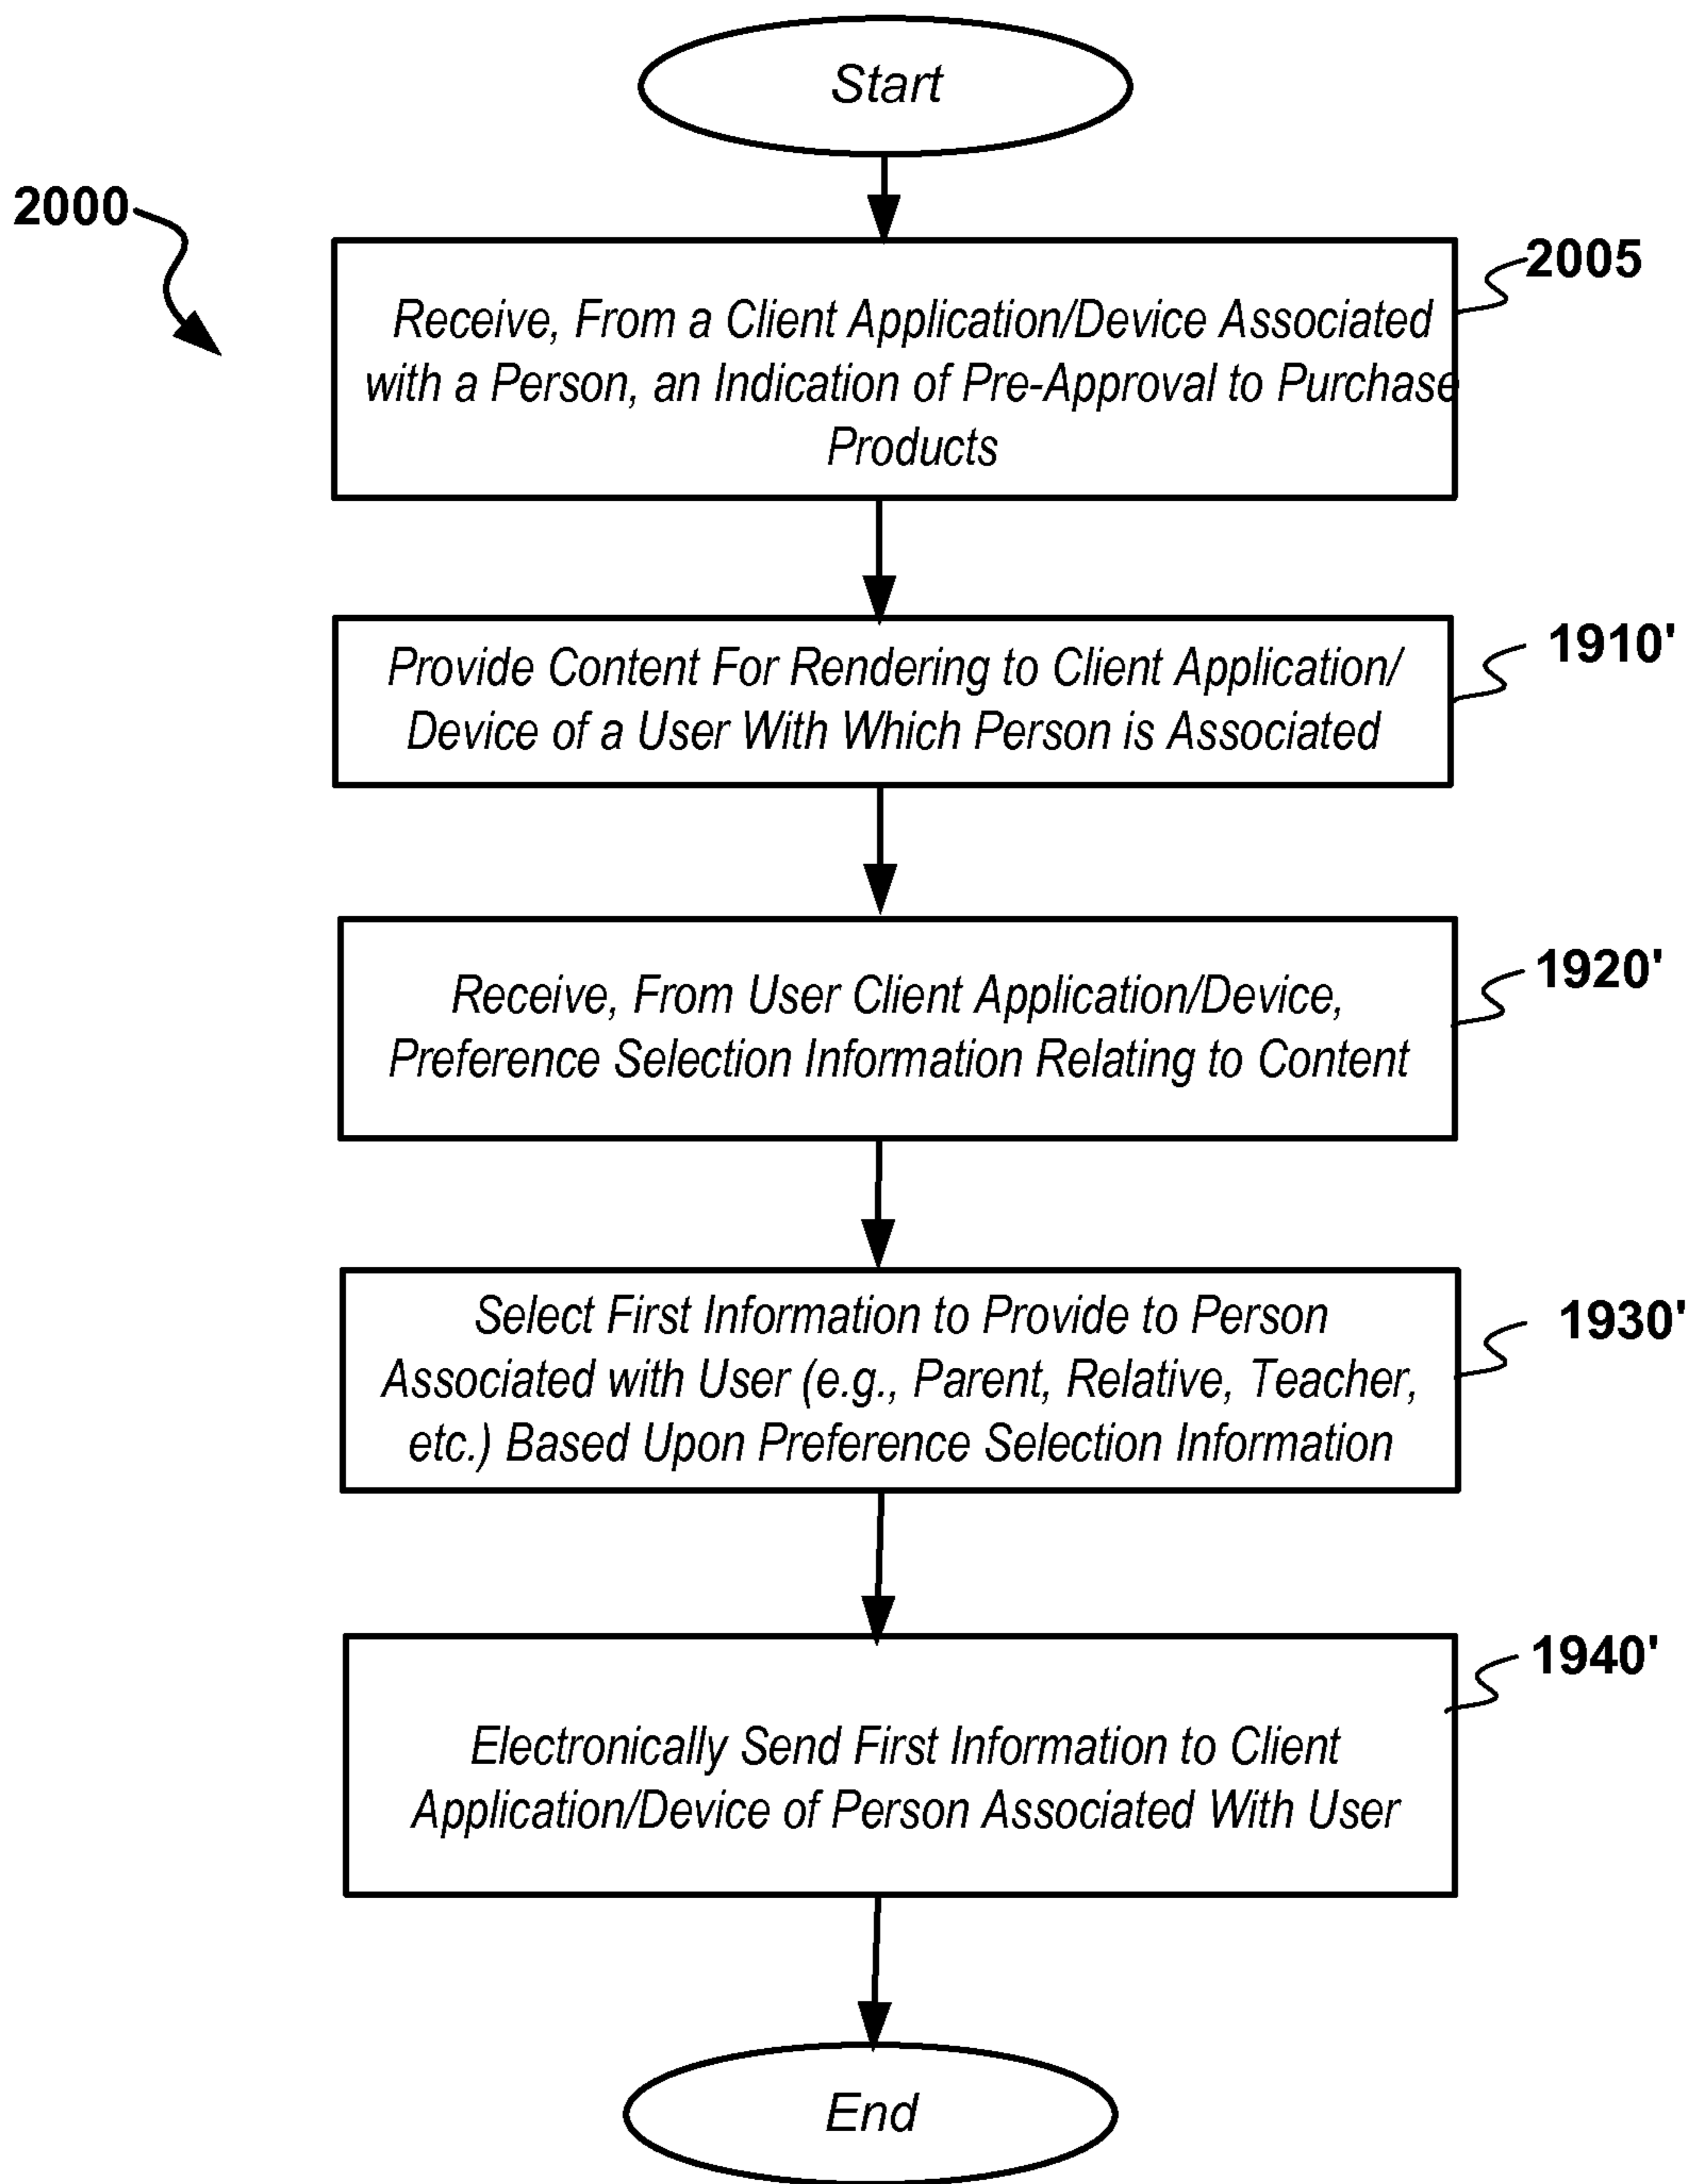 Start
2000
2005
Receive, From a Client Application/Device Associated
with a Person, an Indication of Pre-Approval to Purchase
Products
1910'
Provide Content For Rendering to Client Application/
Device of a User With Which Person is Associated
1920'
Receive, From User Client Application/Device,
Preference Selection Information Relating to Content
1930'
Select First Information to Provide to Person
Associated with User (e.g., Parent, Relative, Teacher,
etc.) Based Upon Preference Selection Information
1940'
Electronically Send First Information to Client
Application/Device of Person Associated With User
End